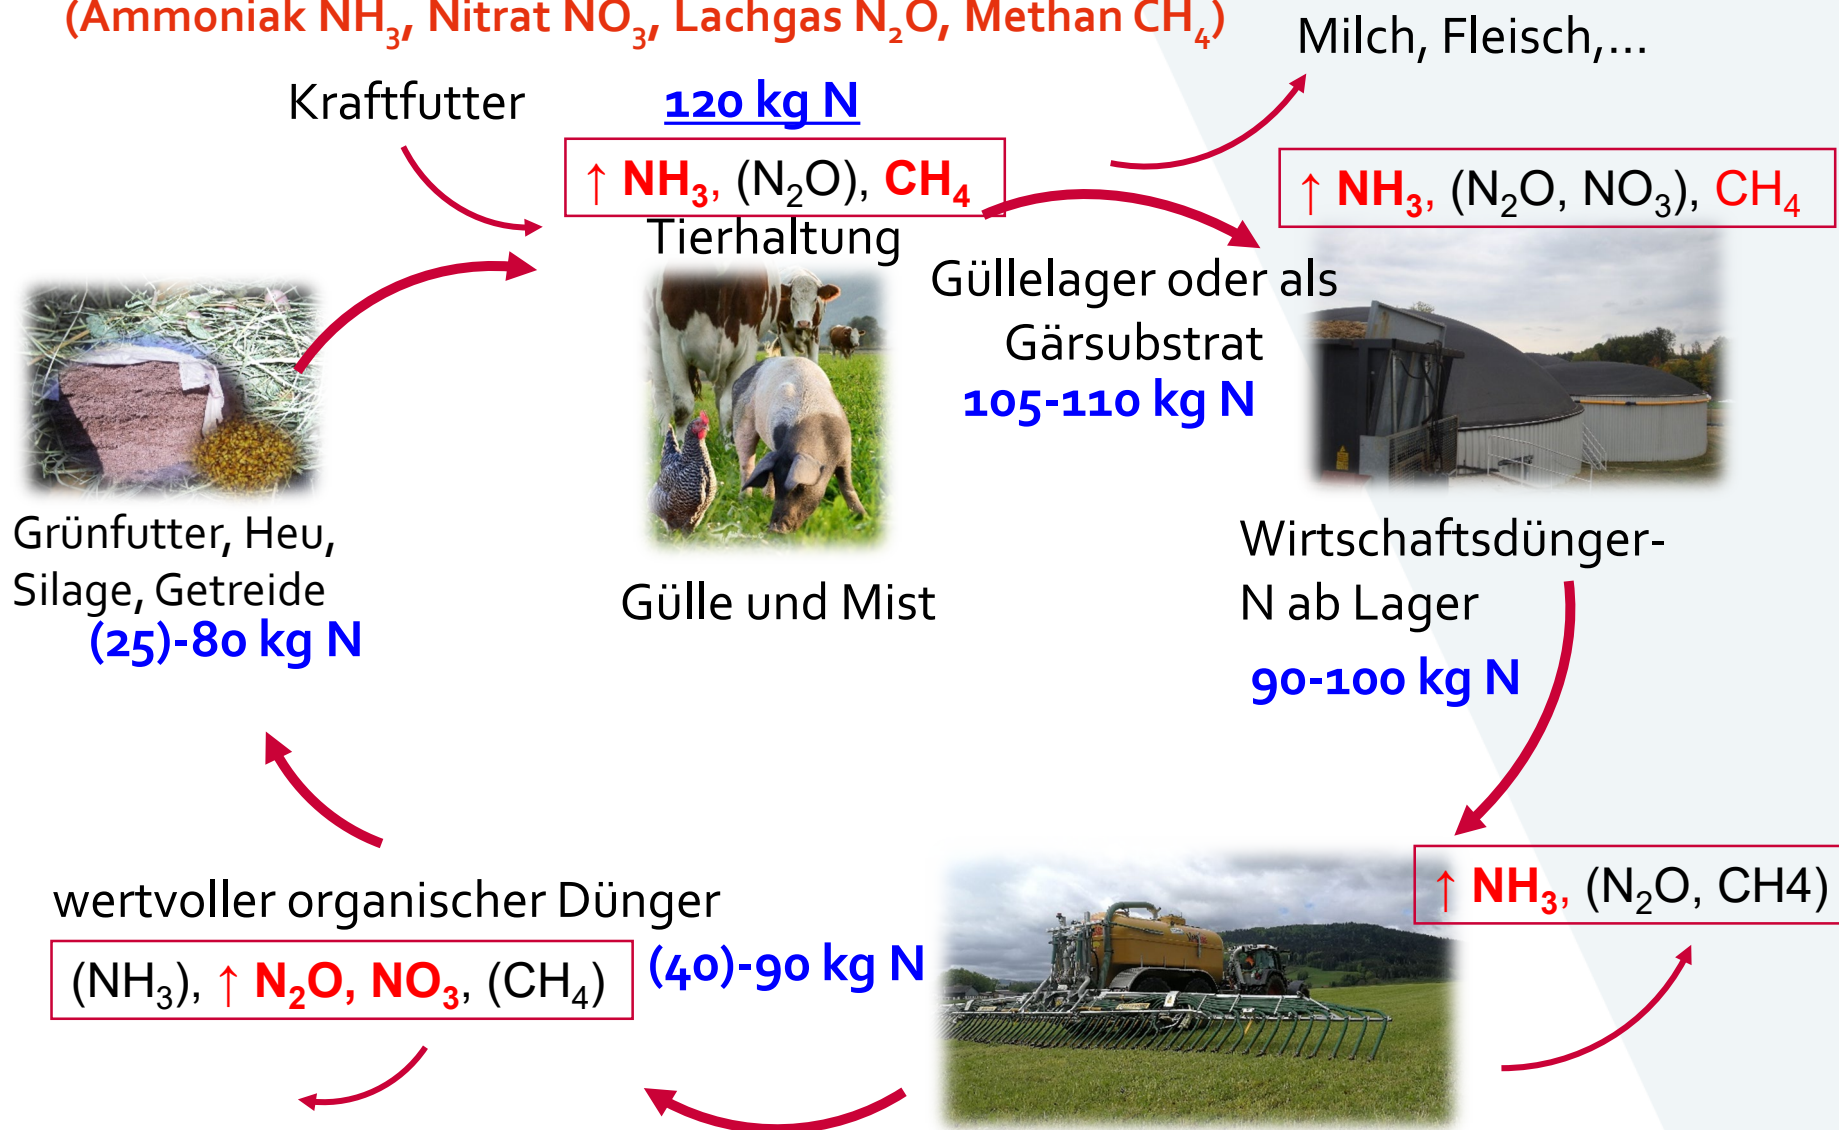 (Ammoniak NH₃, Nitrat NO₃, Lachgas N₂O, Methan CH₄)
Milch, Fleisch,...
Kraftfutter
120 kg N
↑ NH₃, (N₂O), CH₄
↑ NH₃, (N₂O, NO₃), CH₄
Tierhaltung
Güllelager oder als
Gärsubstrat
105-110 kg N
Grünfutter, Heu,
Silage, Getreide
(25)-80 kg N
Gülle und Mist
Wirtschaftsdünger-
N ab Lager
90-100 kg N
↑ NH₃, (N₂O, CH4)
wertvoller organischer Dünger
(40)-90 kg N
(NH₃), ↑ N₂O, NO₃, (CH₄)